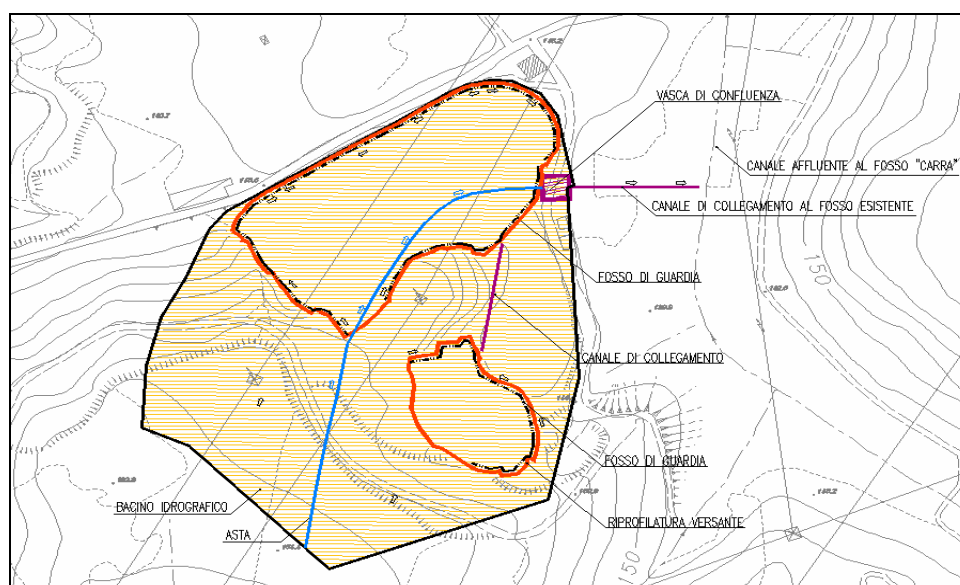 VASCA DI CONFLUENZA
CANALE AFFLUENTE AL FOSSO "CARRA"
CANALE DI COLLEGAMENTO AL FOSSO ESISTENTE
FOSSO DI GUARDIA
150
CANALE DI COLLEGAMENTO
FOSSO DI GUARDIA
BACINO IDROGRAFICO
RIPROFILATURA VERSANTE
ASTA
150